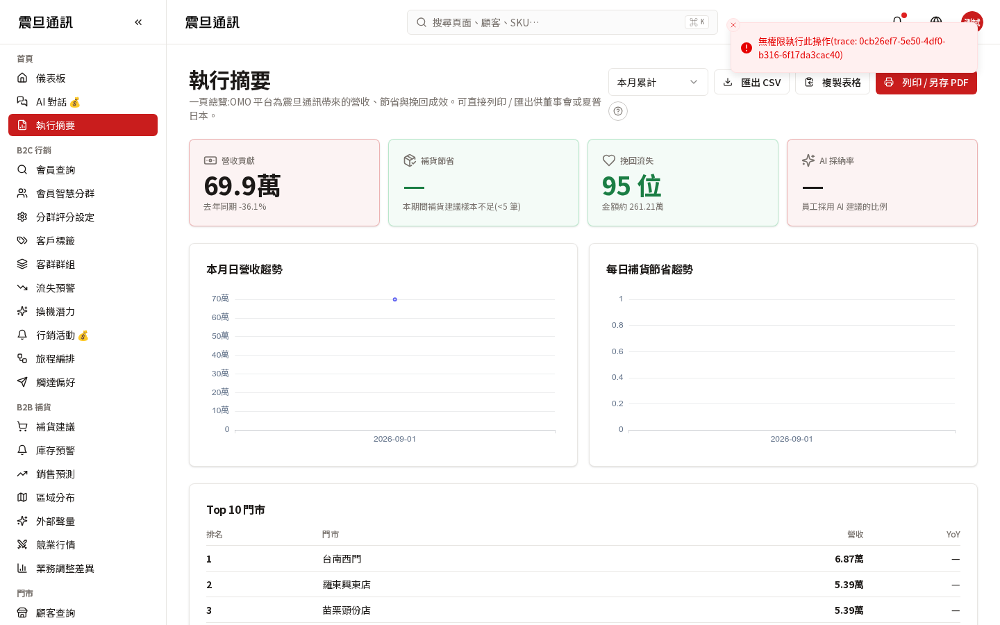 震旦通訊
震旦通訊
搜尋頁面、顧客、SKU…
⌘ K
測試
無權限執行此操作(trace: 0cb26ef7-5e50-4df0-
b316-6f17da3cac40)
首頁
儀表板
AI 對話 💰
執行摘要
B2C 行銷
會員查詢
會員智慧分群
分群評分設定
客戶標籤
客群群組
流失預警
換機潛力
行銷活動 💰
旅程編排
觸達偏好
B2B 補貨
補貨建議
庫存預警
銷售預測
區域分布
外部聲量
競業行情
業務調整差異
門市
顧客查詢
執行摘要
一頁總覽:OMO 平台為震旦通訊帶來的營收、節省與挽回成效。可直接列印 / 匯出供董事會或夏普
日本。
本月累計
匯出 CSV
複製表格
列印 / 另存 PDF
營收貢獻
69.9萬
去年同期 -36.1%
補貨節省
—
本期間補貨建議樣本不足(<5 筆)
挽回流失
95 位
金額約 261.21萬
AI 採納率
—
員工採用 AI 建議的比例
本月日營收趨勢
70萬
60萬
50萬
40萬
30萬
20萬
10萬
0
2026-09-01
每日補貨節省趨勢
1
0.8
0.6
0.4
0.2
0
2026-09-01
Top 10 門市
排名 門市 營收 YoY
1 台南西門 6.87萬 —
2 羅東興東店 5.39萬 —
3 苗栗頭份店 5.39萬 —